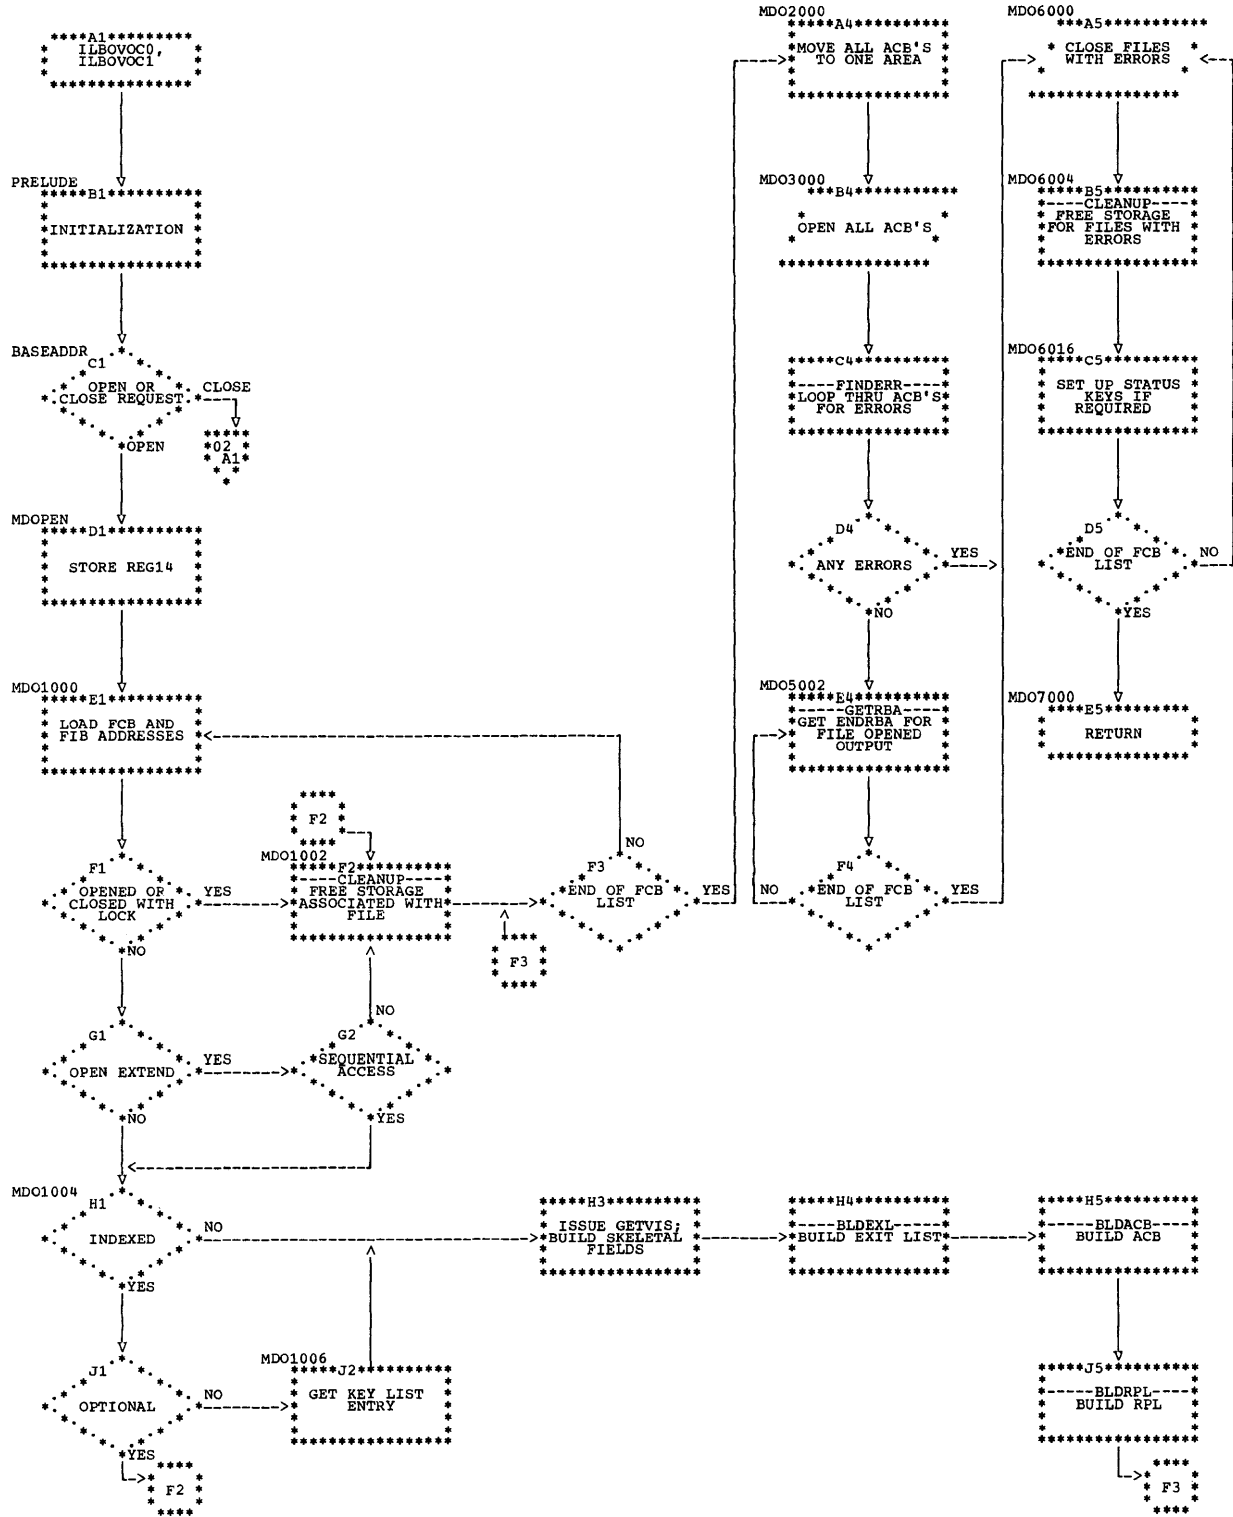 A1
ILBOVOC0,
ILBOVOC1
PRELUDE
B1
INITIALIZATION
BASEADDR
C1
OPEN OR
CLOSE REQUEST
CLOSE
OPEN
02
A1
MDOPEN
D1
STORE REG14
MDO1000
E1
LOAD FCB AND
FIB ADDRESSES
F1
OPENED OR
CLOSED WITH
LOCK
YES
NO
G1
OPEN EXTEND
YES
NO
MDO1004
H1
INDEXED
NO
YES
J1
OPTIONAL
NO
YES
F2
F2
MDO1002
F2
CLEANUP
FREE STORAGE
ASSOCIATED WITH
FILE
NO
G2
SEQUENTIAL
ACCESS
YES
MDO1006
J2
GET KEY LIST
ENTRY
NO
F3
END OF FCB
LIST
YES
F3
H3
ISSUE GETVIS;
BUILD SKELETAL
FIELDS
MDO2000
A4
MOVE ALL ACB'S
TO ONE AREA
MDO3000
B4
OPEN ALL ACB'S
C4
FINDERR
LOOP THRU ACB'S
FOR ERRORS
D4
ANY ERRORS
YES
NO
MDO5002
E4
GETRBA
GET ENDRBA FOR
FILE OPENED
OUTPUT
F4
NO
END OF FCB
LIST
YES
H4
BLDEXL
BUILD EXIT LIST
MDO6000
A5
CLOSE FILES
WITH ERRORS
MDO6004
B5
CLEANUP
FREE STORAGE
FOR FILES WITH
ERRORS
MDO6016
C5
SET UP STATUS
KEYS IF
REQUIRED
D5
END OF FCB
LIST
NO
YES
MDO7000
E5
RETURN
H5
BLDACB
BUILD ACB
J5
BLDRPL
BUILD RPL
F3